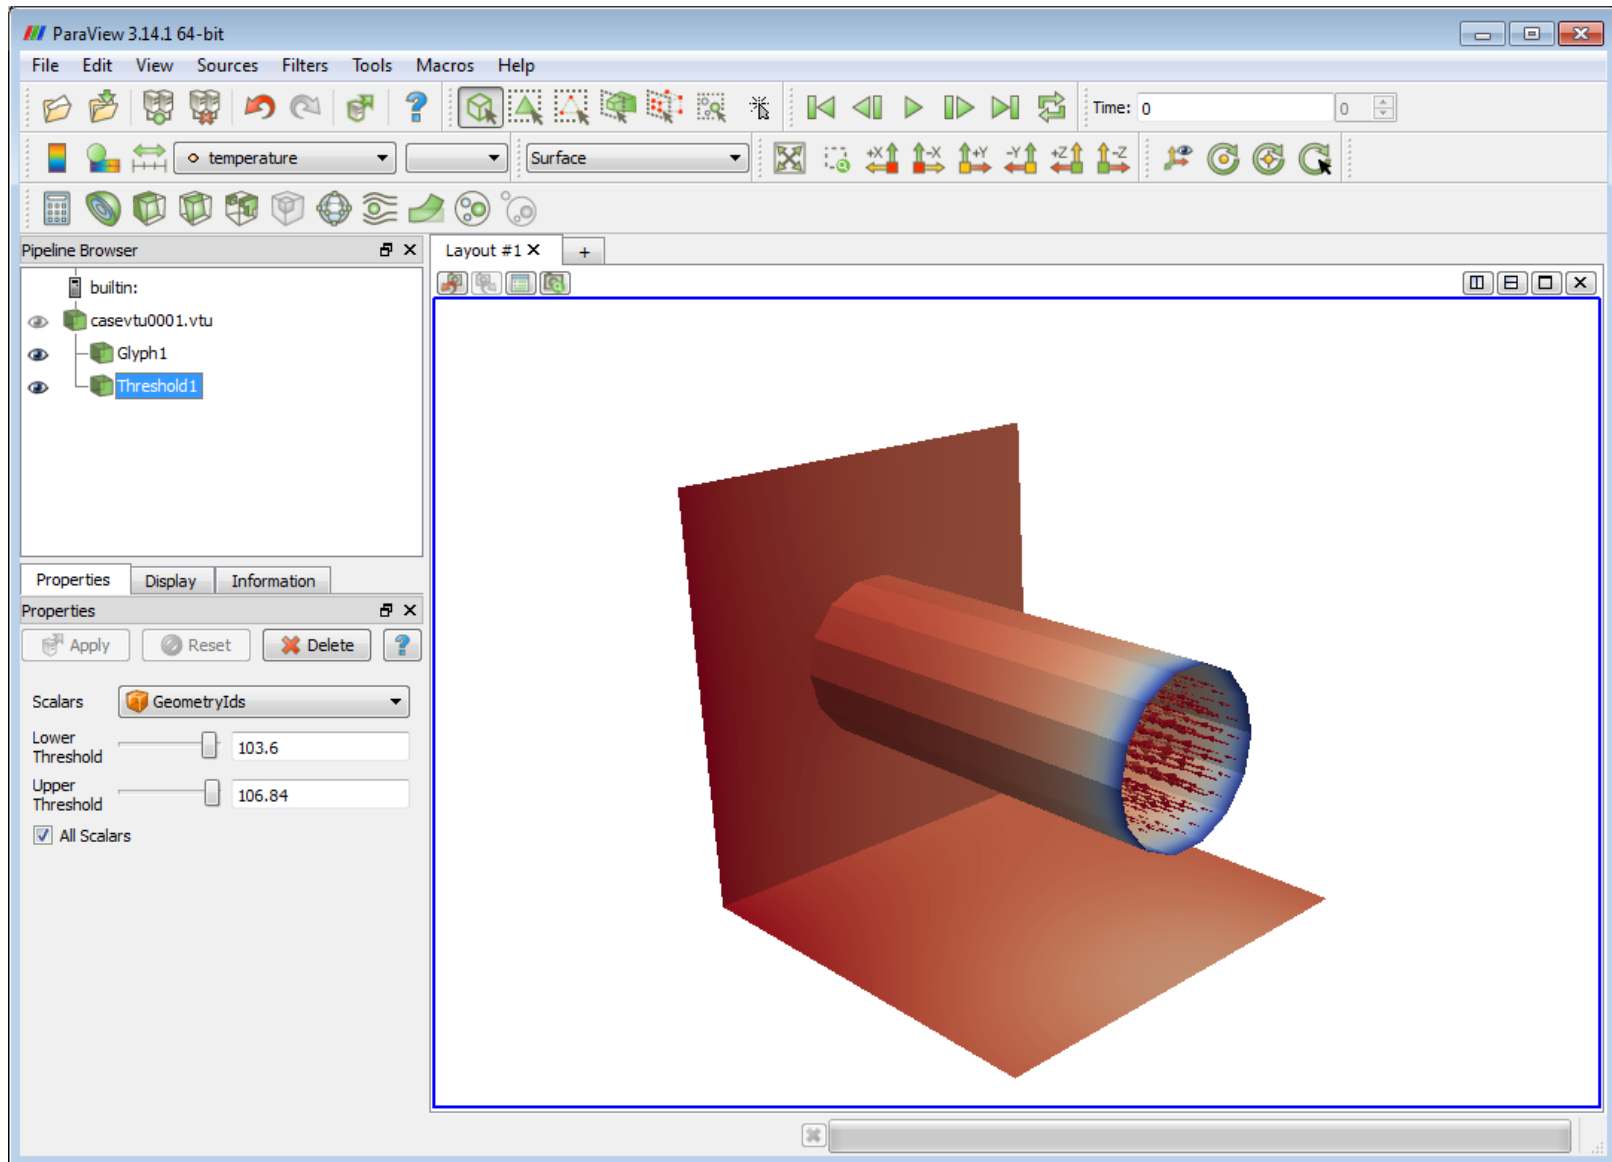 ParaView 3.14.1 64-bit
File Edit View Sources Filters Tools Macros Help
Time: 0 0
temperature Surface +X -X +Y -Y +Z -Z
Pipeline Browser
Layout #1
builtin:
casevtu0001.vtu
Glyph1
Threshold1
Properties Display Information
Properties
Apply Reset Delete ?
Scalars GeometryIds
Lower Threshold 103.6
Upper Threshold 106.84
All Scalars